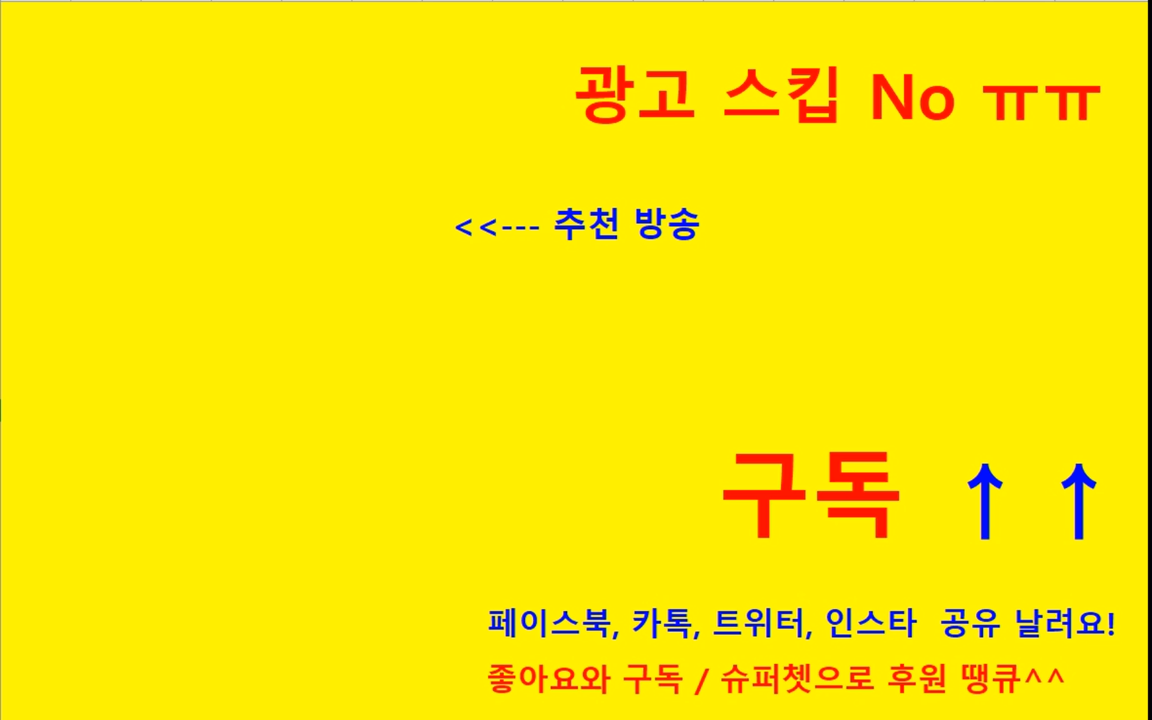 광고 스킵 No ㅠㅠ
<<--- 추천 방송
구독 ↑ ↑
페이스북, 카톡, 트위터, 인스타 공유 날려요!
좋아요와 구독 / 슈퍼쳇으로 후원 땡큐^^